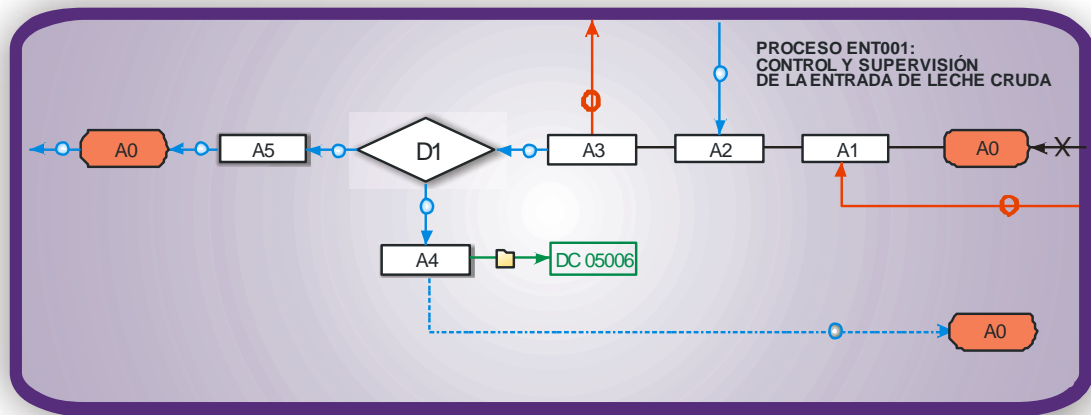 PROCESO ENT001:
CONTROL Y SUPERVISIÓN
DE LA ENTRADA DE LECHE CRUDA
A0
A5
D1
A3
A2
A1
A0
X
A4
DC 05006
A0